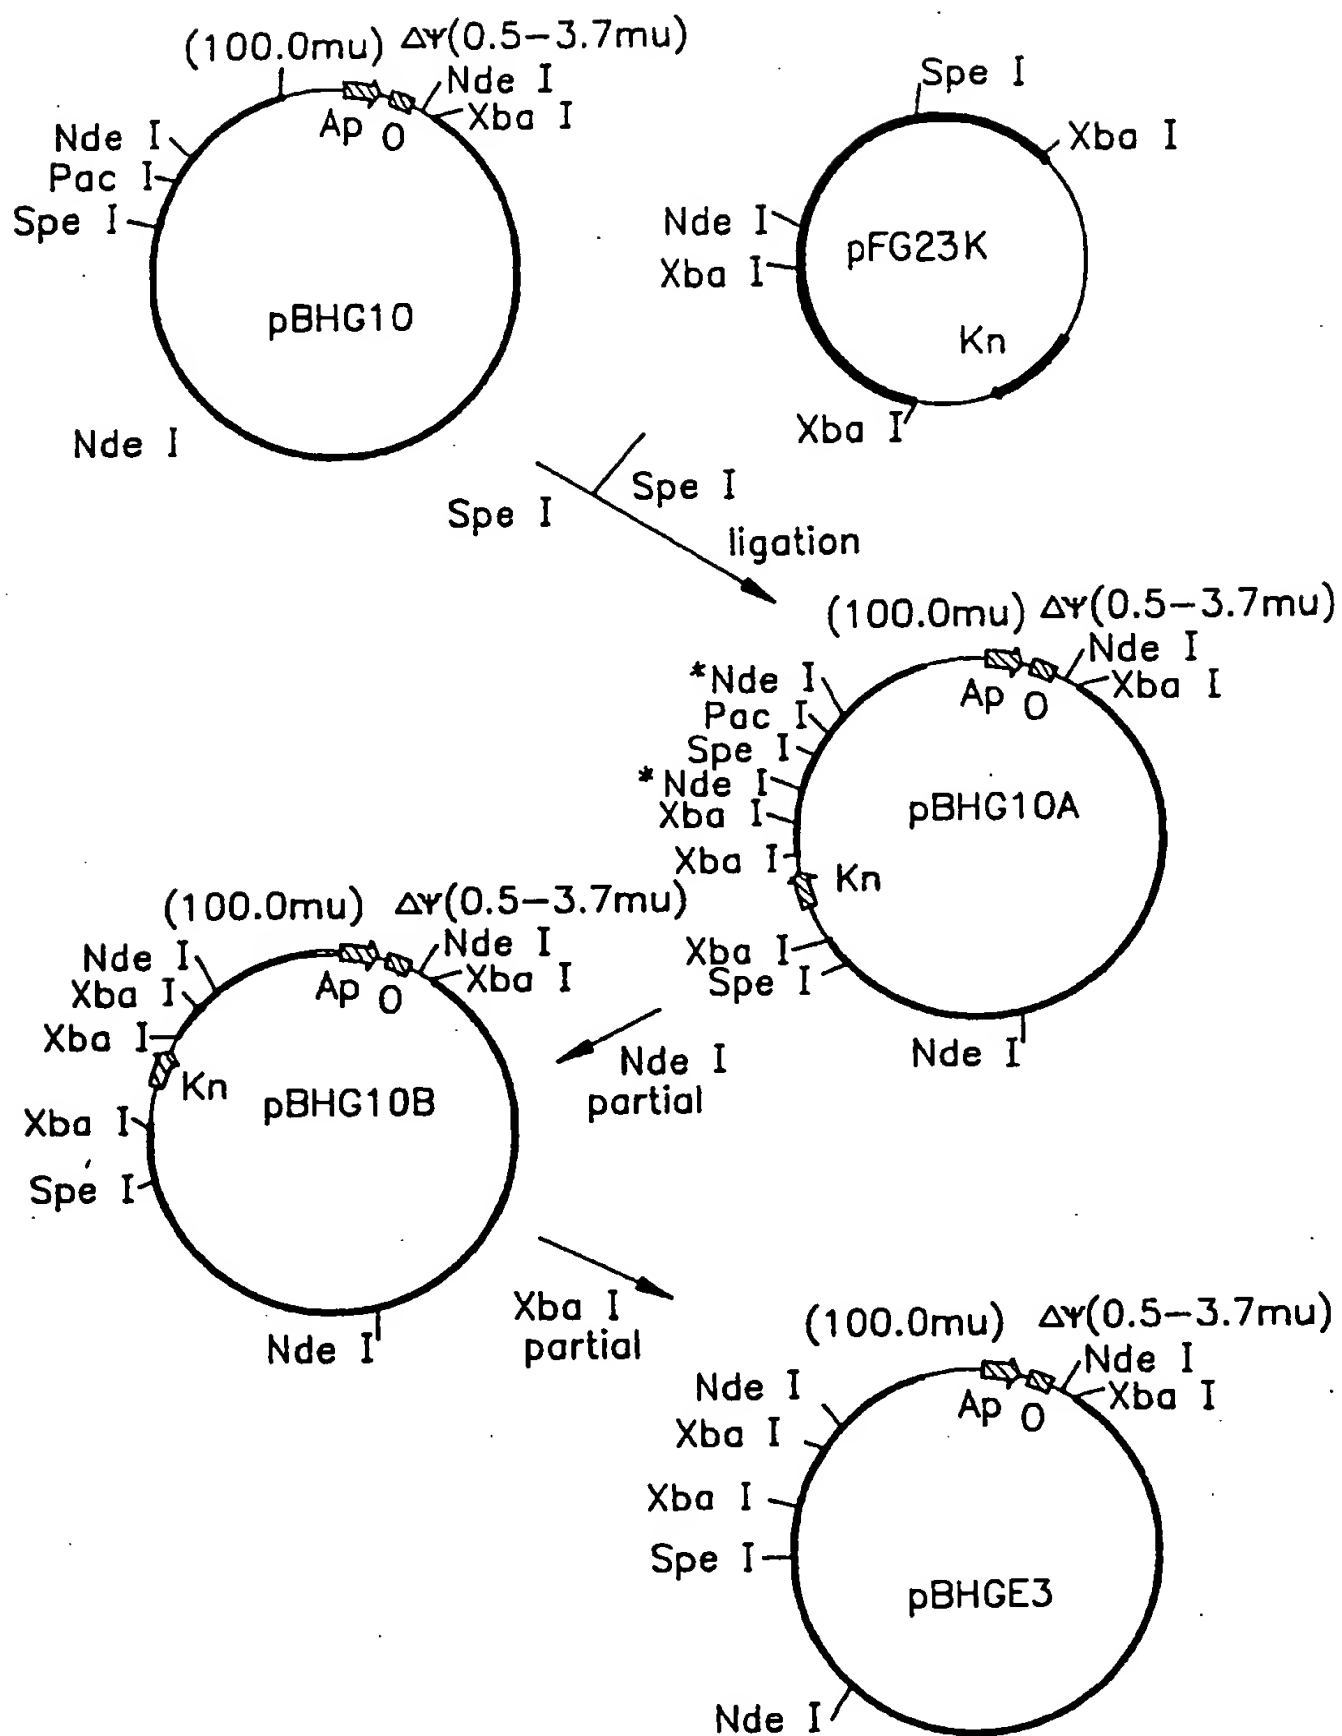 (100.0mu) ΔΨ(0.5-3.7mu)
Nde I
Xba I
Ap O
Nde I
Pac I
Spe I
pBHG10
Nde I
Spe I
Xba I
Nde I
Xba I
pFG23K
Kn
Xba I
Spe I
Spe I
ligation
(100.0mu) ΔΨ(0.5-3.7mu)
Nde I
Xba I
Ap O
*Nde I
Pac I
Spe I
*Nde I
Xba I
Xba I
Kn
pBHG10A
Xba I
Spe I
Nde I
Nde I
partial
(100.0mu) ΔΨ(0.5-3.7mu)
Nde I
Xba I
Ap O
Nde I
Xba I
Xba I
Kn
pBHG10B
Xba I
Spe I
Nde I
Xba I
partial
(100.0mu) ΔΨ(0.5-3.7mu)
Nde I
Xba I
Ap O
Nde I
Xba I
Xba I
Spe I
pBHGE3
Nde I